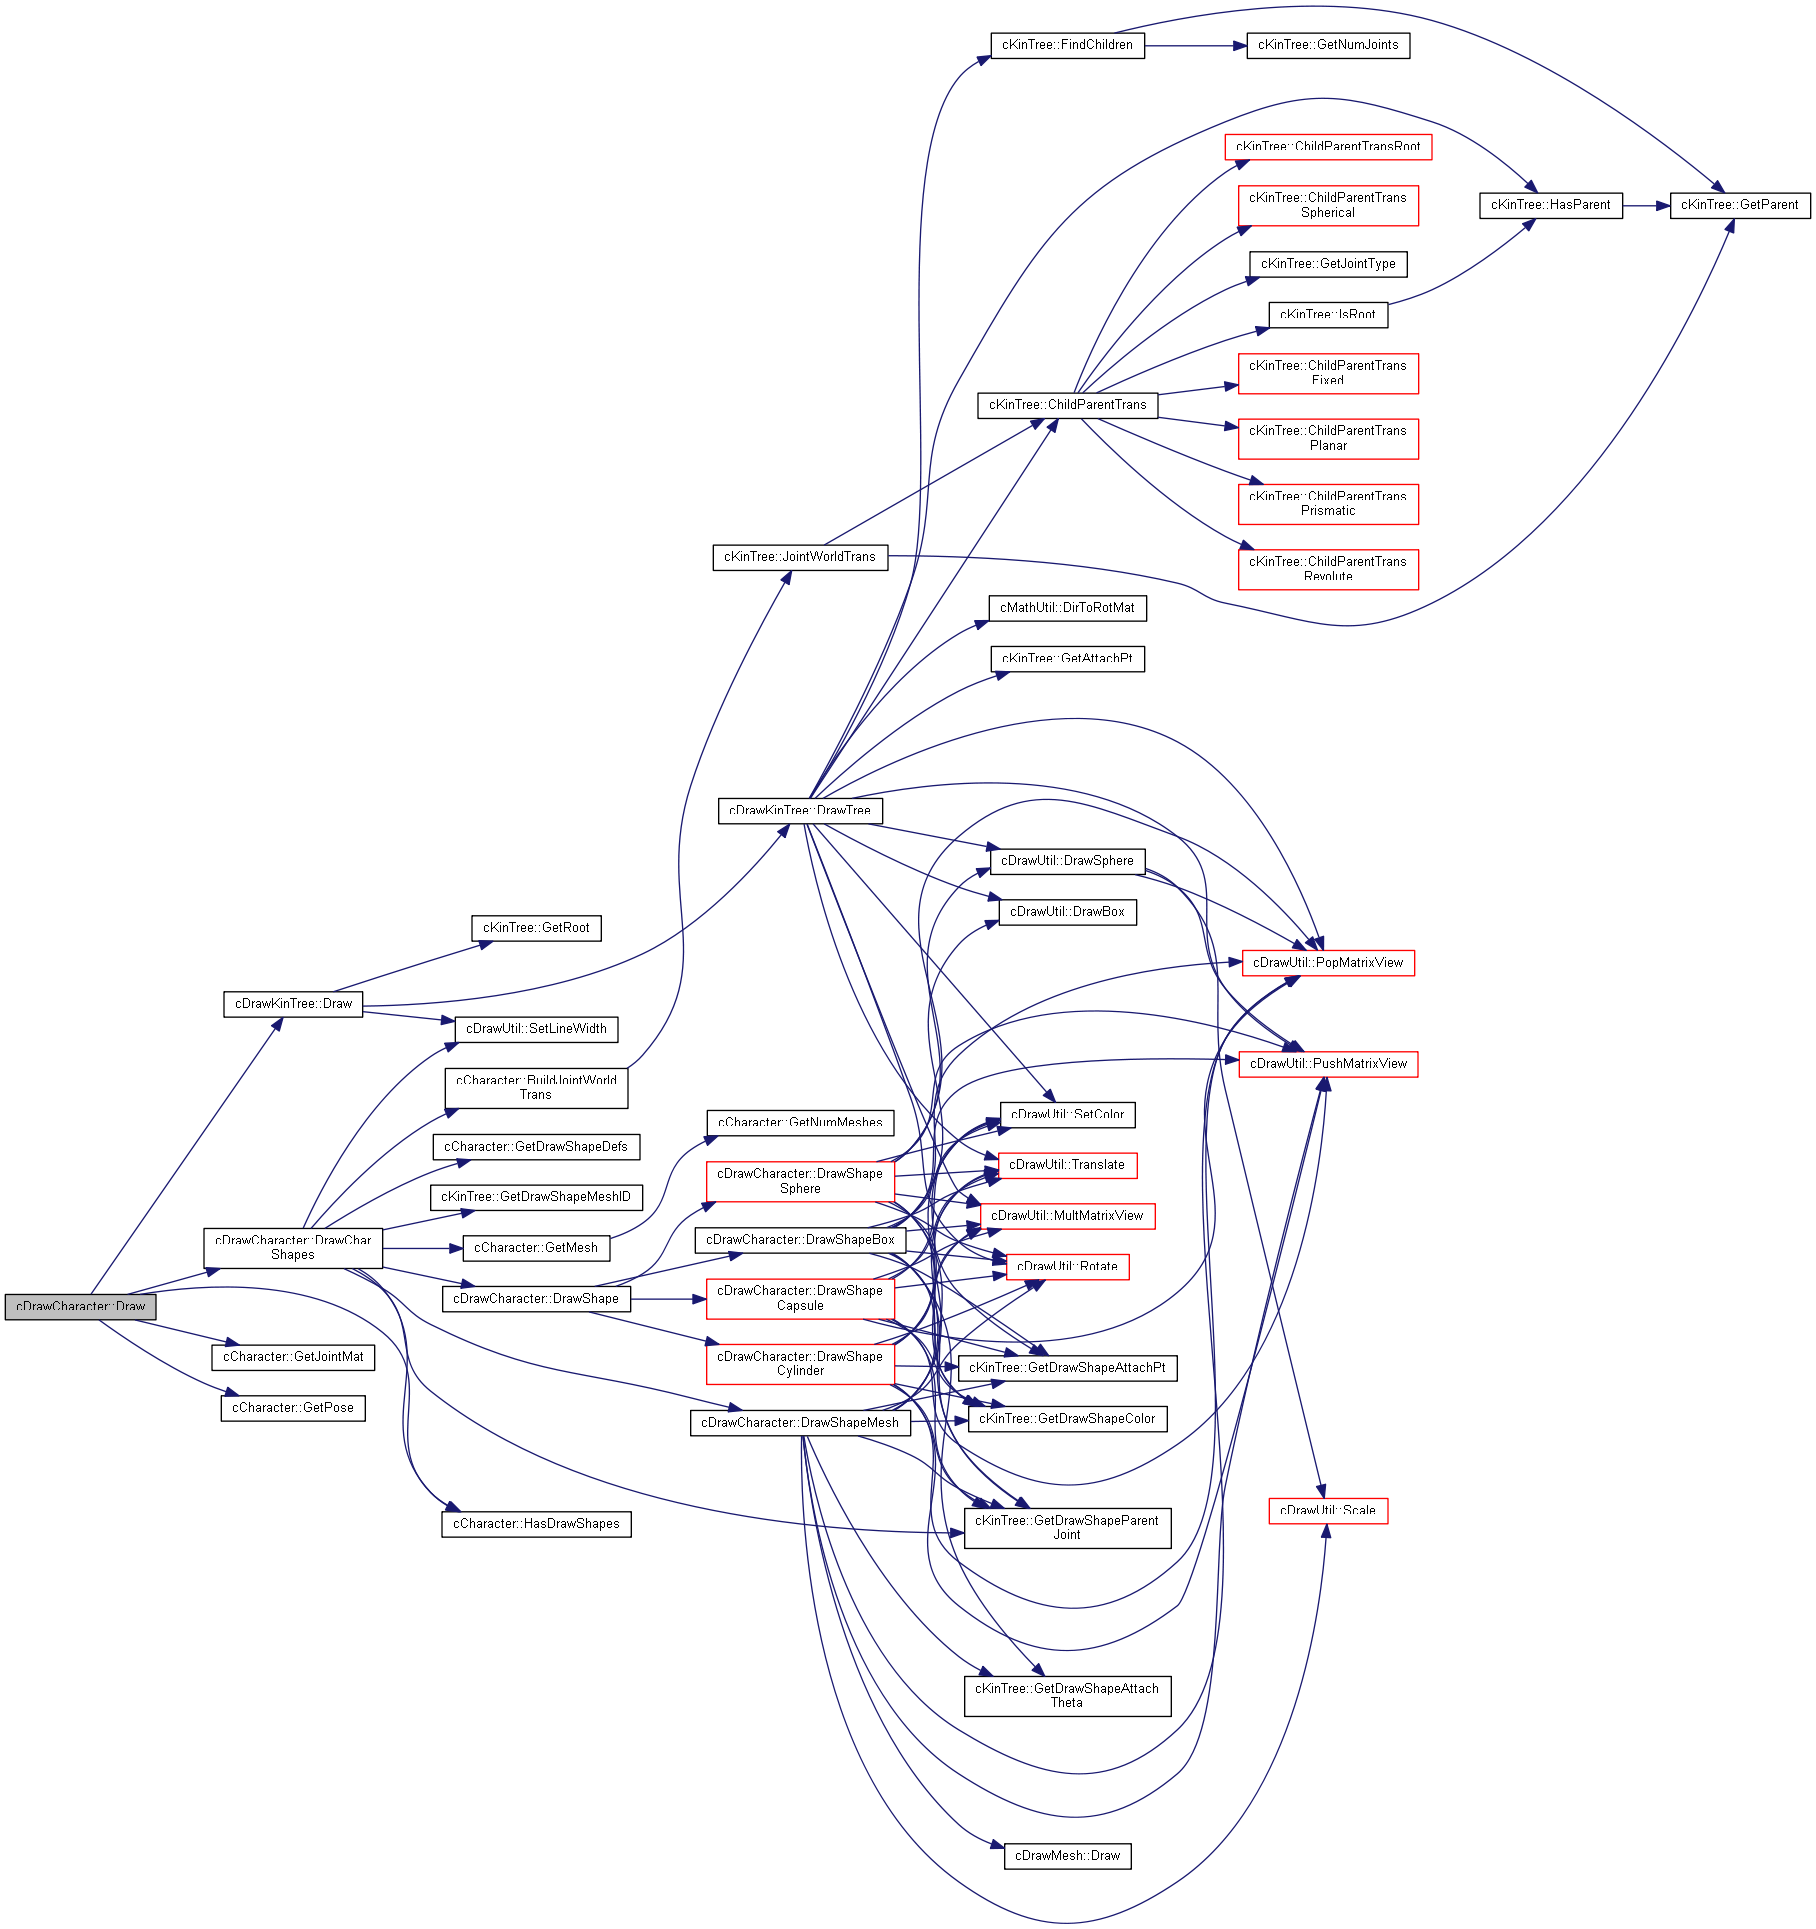 cKinTree::FindChildren
cKinTree::GetNumJoints
cKinTree::ChildParentTransRoot
cKinTree::ChildParentTrans
Spherical
cKinTree::HasParent
cKinTree::GetParent
cKinTree::GetJointType
cKinTree::IsRoot
cKinTree::ChildParentTrans
Fixed
cKinTree::ChildParentTrans
cKinTree::ChildParentTrans
Planar
cKinTree::ChildParentTrans
Prismatic
cKinTree::JointWorldTrans
cKinTree::ChildParentTrans
Revolute
cMathUtil::DirToRotMat
cKinTree::GetAttachPt
cDrawKinTree::DrawTree
cDrawUtil::DrawSphere
cDrawUtil::DrawBox
cKinTree::GetRoot
cDrawUtil::PopMatrixView
cDrawKinTree::Draw
cDrawUtil::SetLineWidth
cDrawUtil::PushMatrixView
cCharacter::BuildJointWorld
Trans
cCharacter::GetNumMeshes
cDrawUtil::SetColor
cCharacter::GetDrawShapeDefs
cDrawUtil::Translate
cDrawCharacter::DrawShape
Sphere
cKinTree::GetDrawShapeMeshID
cDrawUtil::MultMatrixView
cDrawCharacter::DrawChar
Shapes
cCharacter::GetMesh
cDrawCharacter::DrawShapeBox
cDrawUtil::Rotate
cDrawCharacter::Draw
cDrawCharacter::DrawShape
cDrawCharacter::DrawShape
Capsule
cCharacter::GetJointMat
cDrawCharacter::DrawShape
Cylinder
cKinTree::GetDrawShapeAttachPt
cCharacter::GetPose
cDrawCharacter::DrawShapeMesh
cKinTree::GetDrawShapeColor
cCharacter::HasDrawShapes
cKinTree::GetDrawShapeParent
Joint
cDrawUtil::Scale
cKinTree::GetDrawShapeAttach
Theta
cDrawMesh::Draw